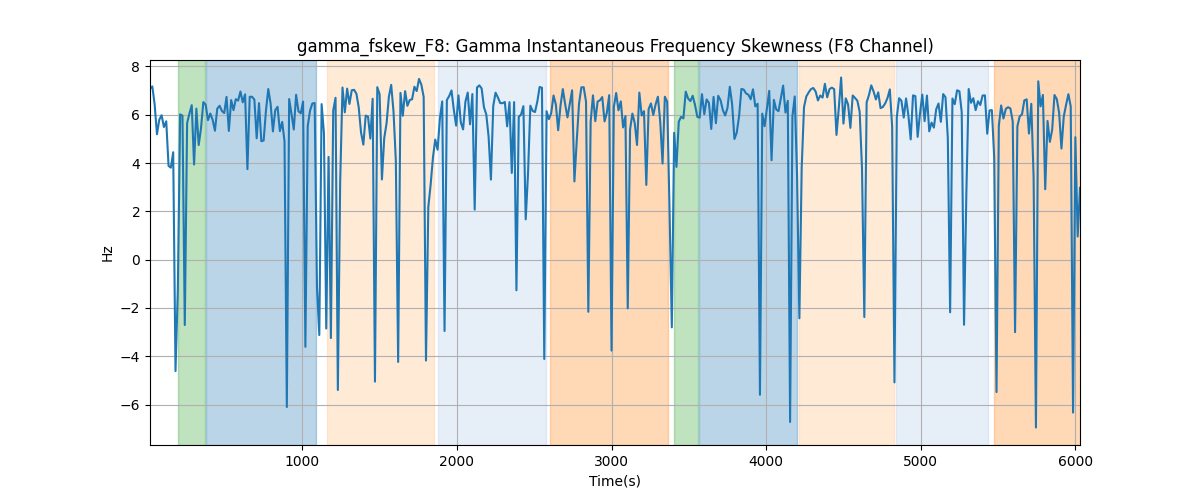 gamma_fskew_F8: Gamma Instantaneous Frequency Skewness (F8 Channel)
8
6
4
2
0
−2
−4
−6
Hz
1000 2000 3000 4000 5000 6000
Time(s)